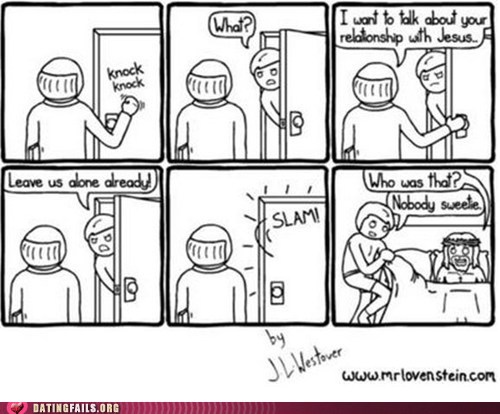 knock
knock
What?
I want to talk about your
relationship with Jesus..
Leave us alone already!
SLAM!
Who was that?
Nobody sweetie.
by
J L Westover
www.mrlovenstein.com
DATINGFAILS.ORG